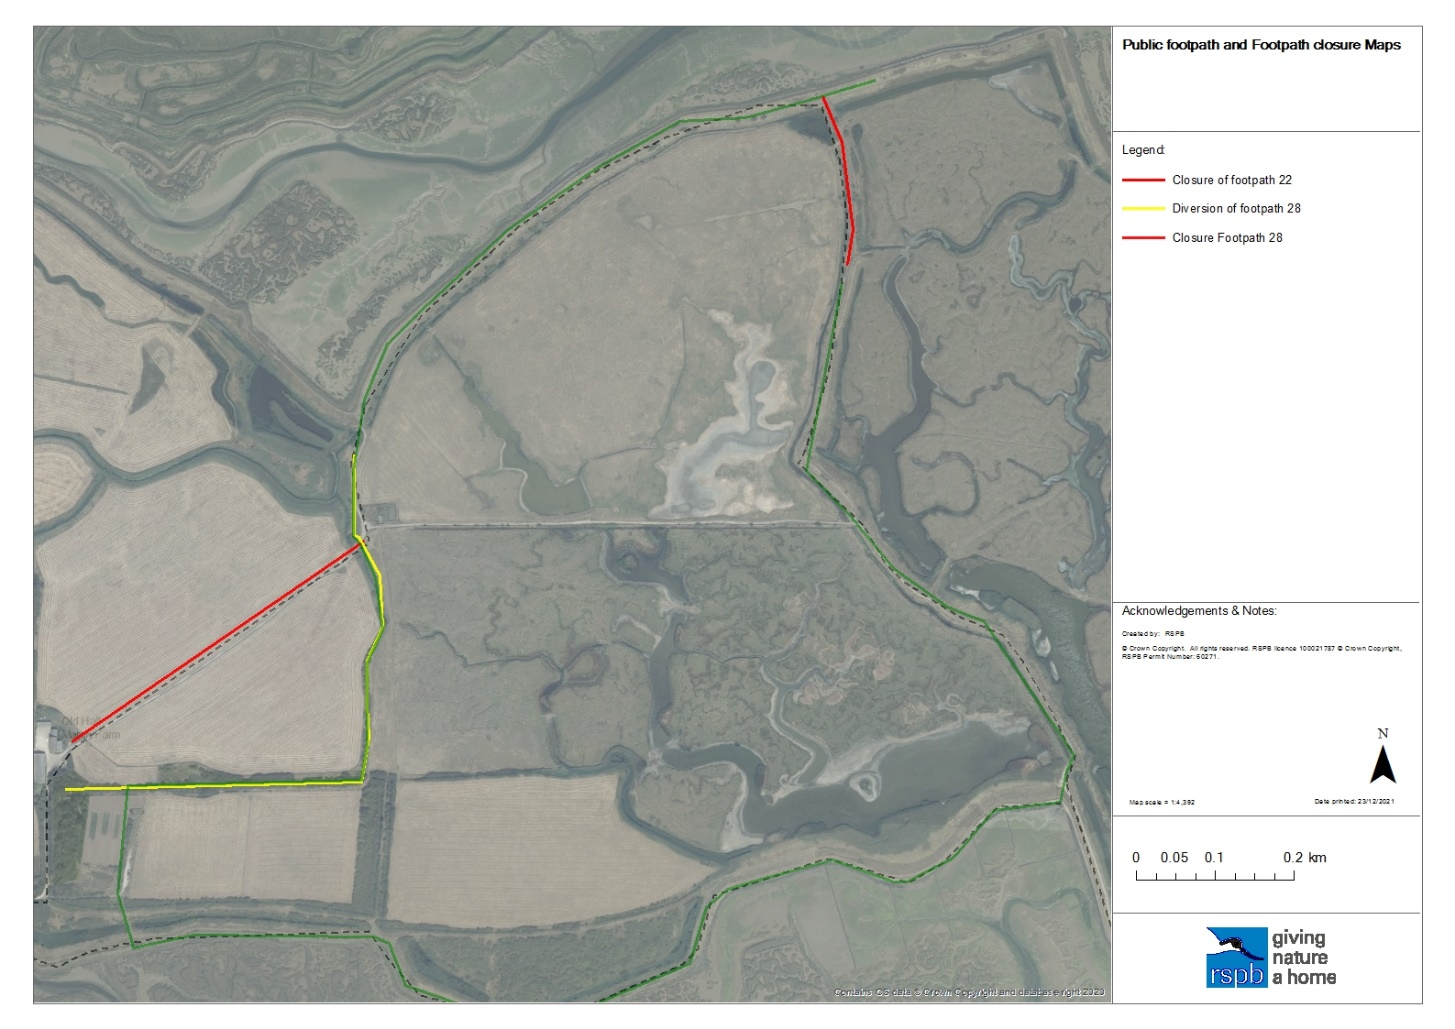 Public footpath and Footpath closure Maps
Legend:
Closure of footpath 22
Diversion of footpath 28
Closure Footpath 28
Acknowledgements & Notes:
Created by: RSPB
© Crown Copyright. All rights reserved. RSPB licence 100021787 © Crown Copyright,
RSPB Permit Number: 60271.
N
Map scale = 1:4,392
Date printed: 23/12/2021
0 0.05 0.1 0.2 km
giving
nature
a home
rspb
Old Hall
Farm
Contains OS data © Crown Copyright and database right 2020